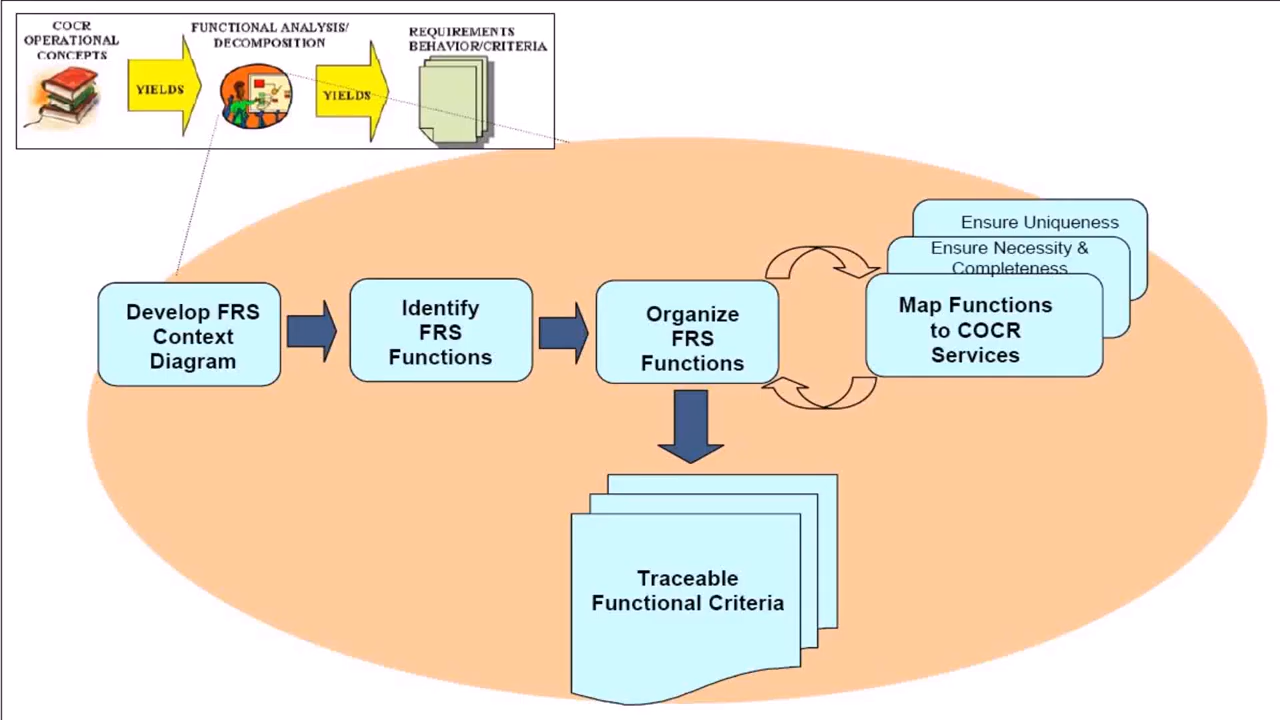 COCR
OPERATIONAL
CONCEPTS
YIELDS
FUNCTIONAL ANALYSIS/
DECOMPOSITION
YIELDS
REQUIREMENTS
BEHAVIOR/CRITERIA
Develop FRS
Context
Diagram
Identify
FRS
Functions
Organize
FRS
Functions
Ensure Uniqueness
Ensure Necessity &
Completeness
Map Functions
to COCR
Services
Traceable
Functional Criteria